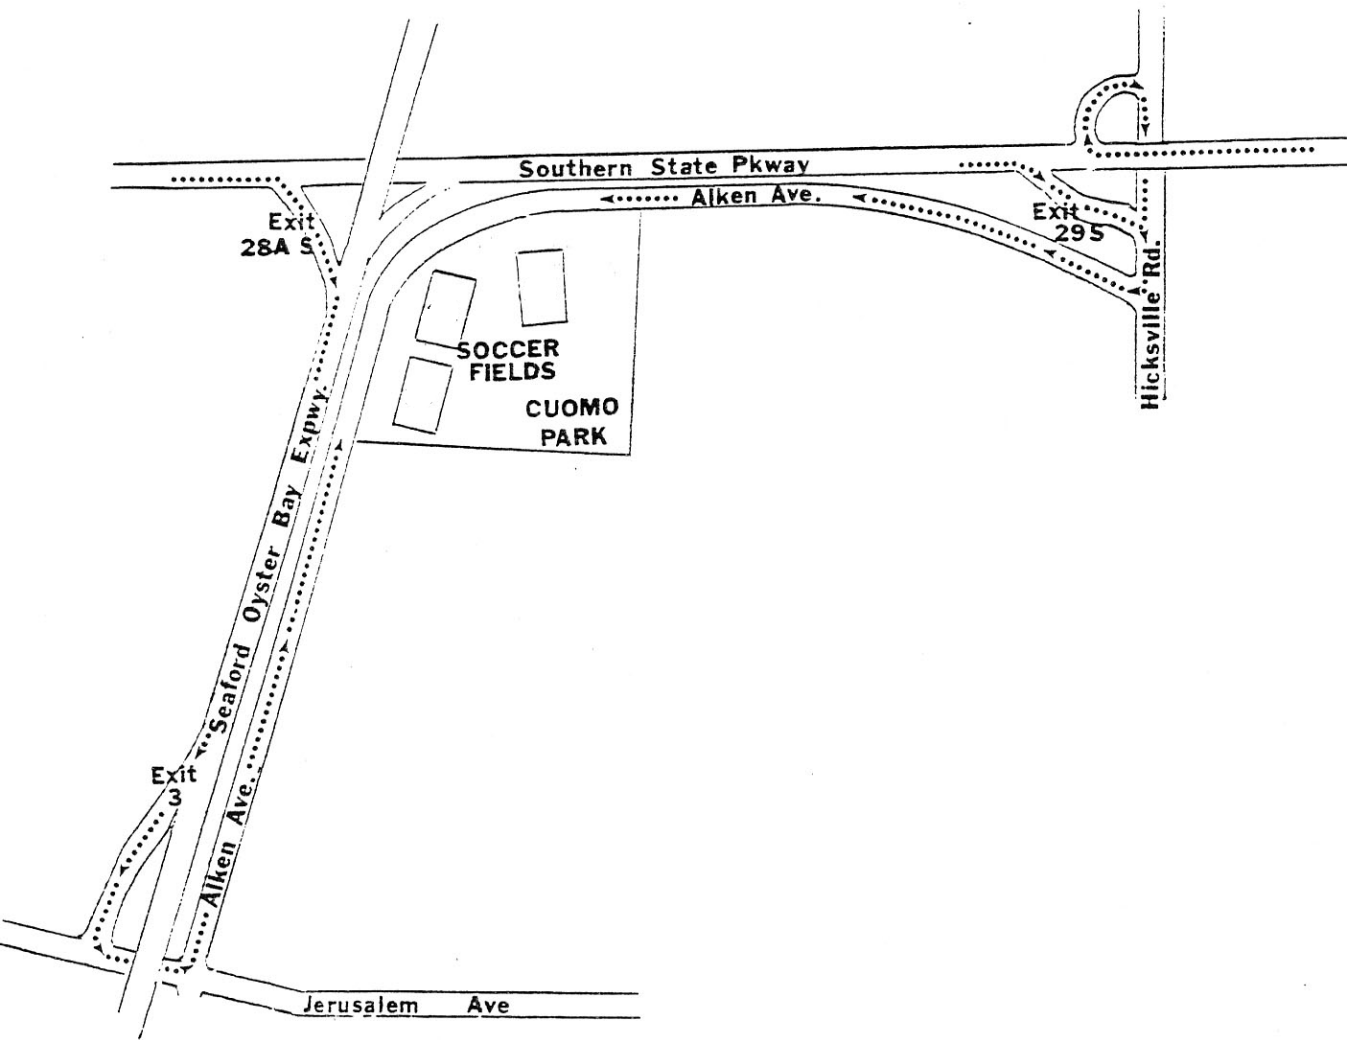 Southern State Pkway
Alken Ave.
Exit
28A S
Exit
29 S
Hicksville Rd.
SOCCER
FIELDS
CUOMO
PARK
Seaford Oyster Bay Expwy.
Exit
3
Alken Ave.
Jerusalem Ave